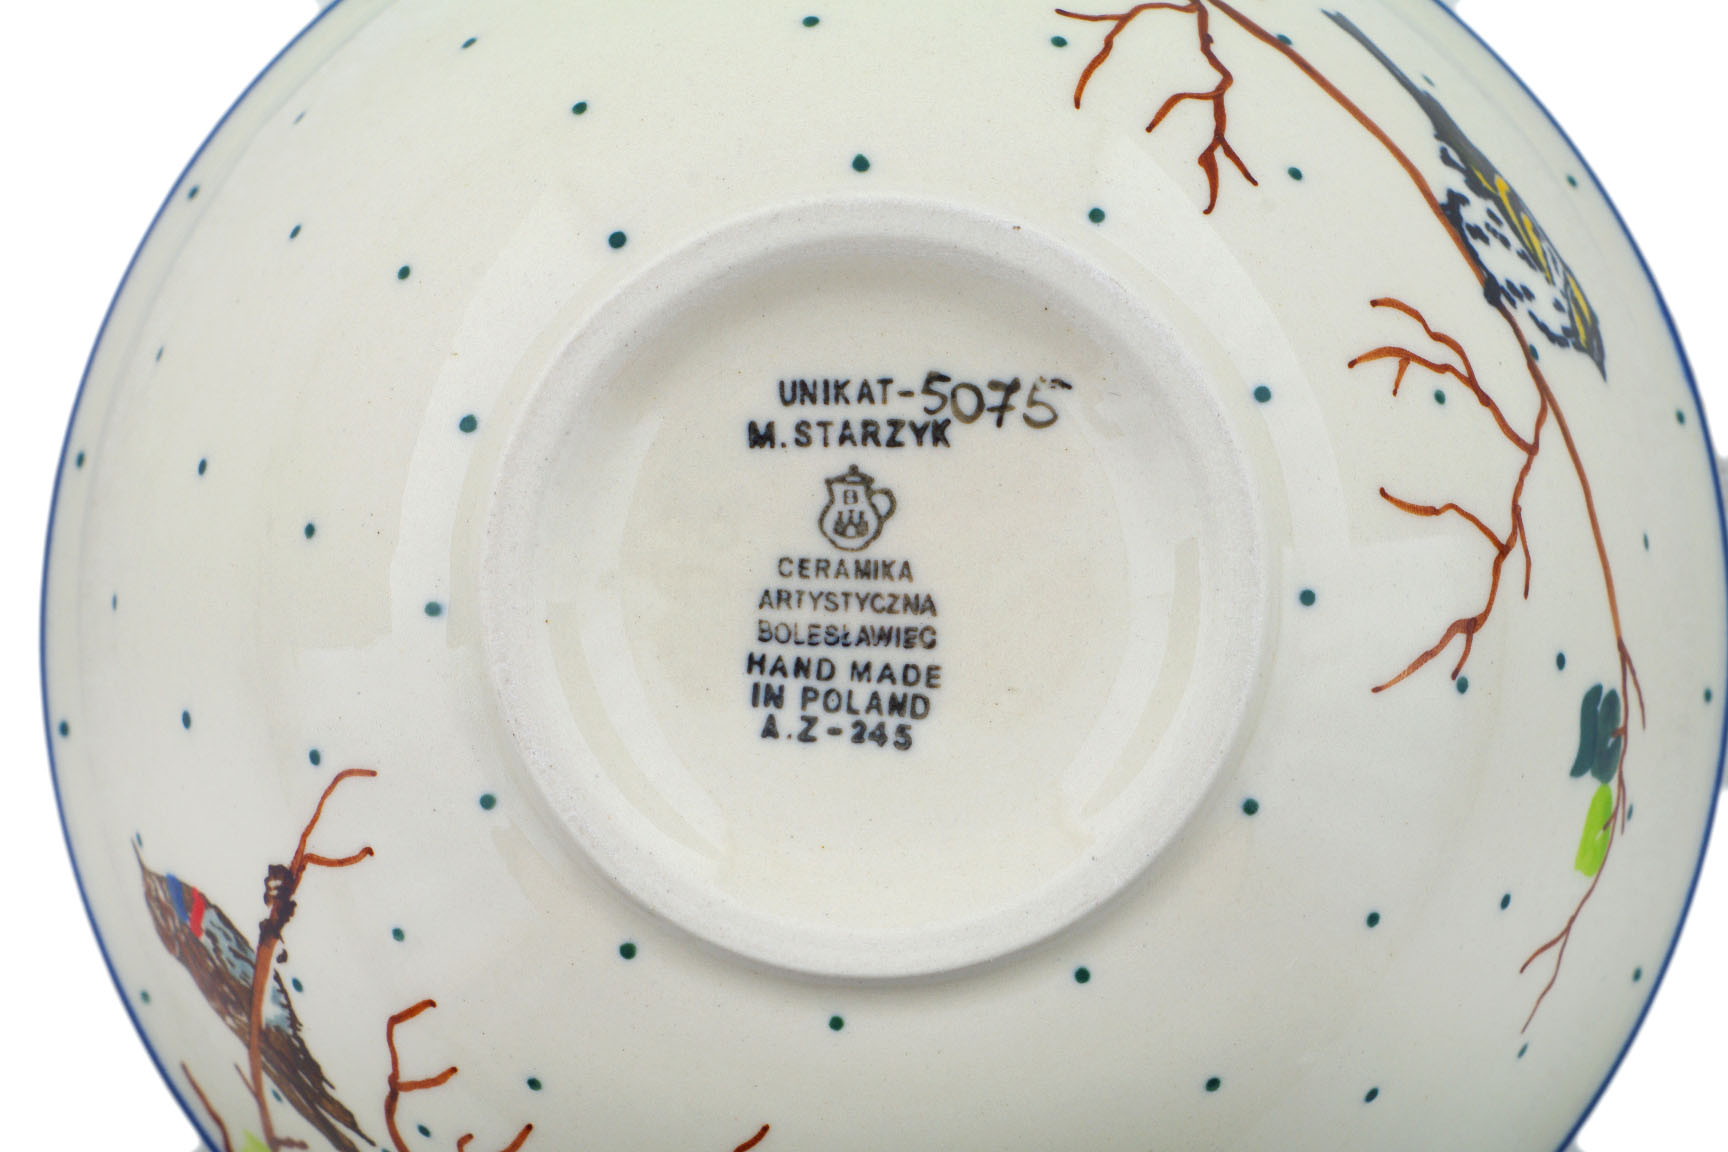 UNIKAT-5075
M.STARZYK
B
CERAMIKA
ARTYSTYCZNA
BOLESŁAWIEC
HAND MADE
IN POLAND
A.Z-245